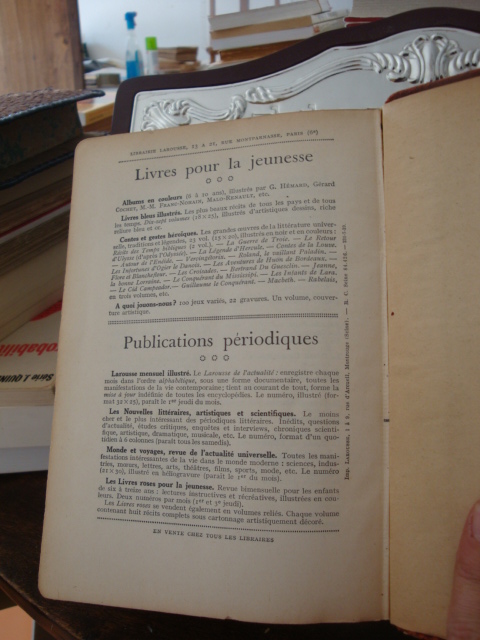 LIBRAIRIE LAROUSSE, 13 A 21, RUE MONTPARNASSE, PARIS (6e)
Livres pour la jeunesse
Albums en couleurs (6 à 10 ans), illustrés par G. HÉMARD, Gérard
COCHET, M.-M. FRANC-NOHAIN, MALO-RENAULT, etc.
Livres bleus illustrés. Les plus beaux récits de tous les pays et de tous
les temps. Dix-sept volumes (18 × 25), illustrés d'artistiques dessins, riche
reliure bleu et or.
Contes et gestes héroïques. Les grandes œuvres de la littérature univer-
selle, traditions et légendes, 23 vol. (15 × 20), illustrés en noir et en couleurs :
Récits des Temps bibliques (2 vol.). — La Guerre de Troie. — Le Retour
d'Ulysse (d'après l'Odyssée). — La Légende d'Hercule. — Contes de la Louve.
— Autour de l'Énéide. — Vercingétorix. — Roland, le vaillant Paladin. —
Les Infortunes d'Ogier le Danois. — Les Aventures de Huon de Bordeaux. —
Flore et Blanchefleur. — Les Croisades. — Bertrand Du Guesclin. — Jeanne,
la bonne Lorraine. — Le Conquérant du Mississipi. — Les Infants de Lara.
— Le Cid Campeador. — Guillaume le Conquérant. — Macbeth. — Rabelais,
en trois volumes, etc.
A quoi jouons-nous ? 100 jeux variés, 22 gravures. Un volume, couver-
ture artistique.
Publications périodiques
Larousse mensuel illustré. Le Larousse de l'actualité : enregistre chaque
mois dans l'ordre alphabétique, sous une forme documentaire, toutes les
manifestations de la vie contemporaine ; tient au courant de tout, forme la
mise à jour indéfinie de toutes les encyclopédies. Le numéro, illustré (for-
mat 32 × 25), paraît le 1er jeudi du mois.
Les Nouvelles littéraires, artistiques et scientifiques. Le moins
cher et le plus intéressant des périodiques littéraires. Inédits, questions
d'actualité, études critiques, enquêtes et interviews, chroniques scienti-
fique, artistique, dramatique, musicale, etc. Le numéro, format d'un quo-
tidien à 6 colonnes (paraît tous les samedis).
Monde et voyages, revue de l'actualité universelle. Toutes les mani-
festations intéressantes de la vie dans le monde moderne : sciences, indus-
tries, mœurs, lettres, arts, théâtres, films, sports, mode, etc. Le numéro
(21 × 30), illustré en héliogravure (paraît le 1er du mois).
Les Livres roses pour la jeunesse. Revue bimensuelle pour les enfants
de six à treize ans : lectures instructives et récréatives, illustrées en cou-
leurs. Deux numéros par mois (1er et 3e jeudi).
Les Livres roses se vendent également en volumes reliés. Chaque volume
contenant huit récits complets sous cartonnage artistiquement décoré.
EN VENTE CHEZ TOUS LES LIBRAIRES
IMP. LAROUSSE, 1 à 9, rue d'Arcueil, Montrouge (Seine).
Probabilité
Série J. QUIN